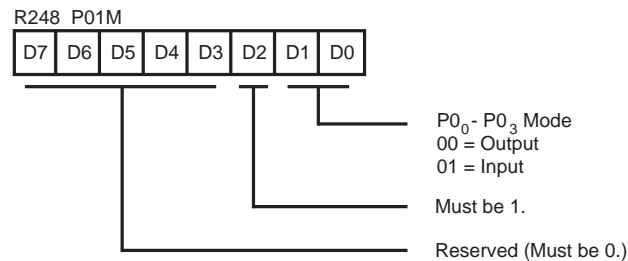 R248 P01M
D7 D6 D5 D4 D3 D2 D1 D0
P0₀ - P0₃ Mode
00 = Output
01 = Input
Must be 1.
Reserved (Must be 0.)